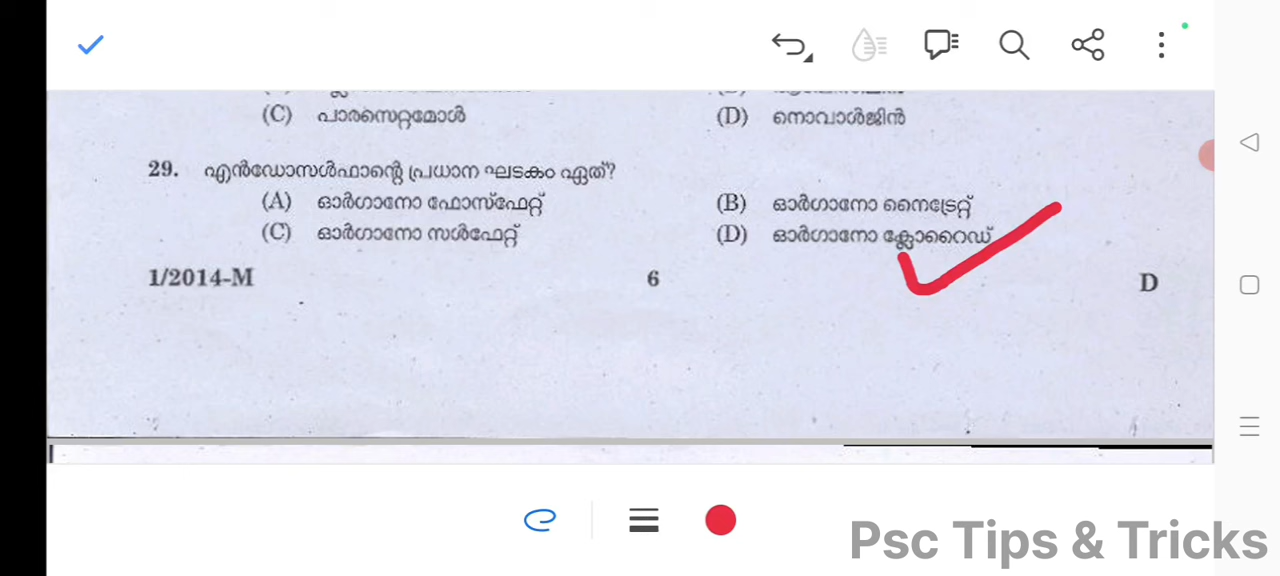 (C) പാരസെറ്റമോൾ (D) നൊവാൾജിൻ
29. എൻഡോസൾഫാന്റെ പ്രധാന ഘടകം ഏത്?
(A) ഓർഗാനോ ഫോസ്ഫേറ്റ് (B) ഓർഗാനോ നൈട്രേറ്റ്
(C) ഓർഗാനോ സൾഫേറ്റ് (D) ഓർഗാനോ ക്ലോറൈഡ്
1/2014-M 6 D
Psc Tips & Tricks